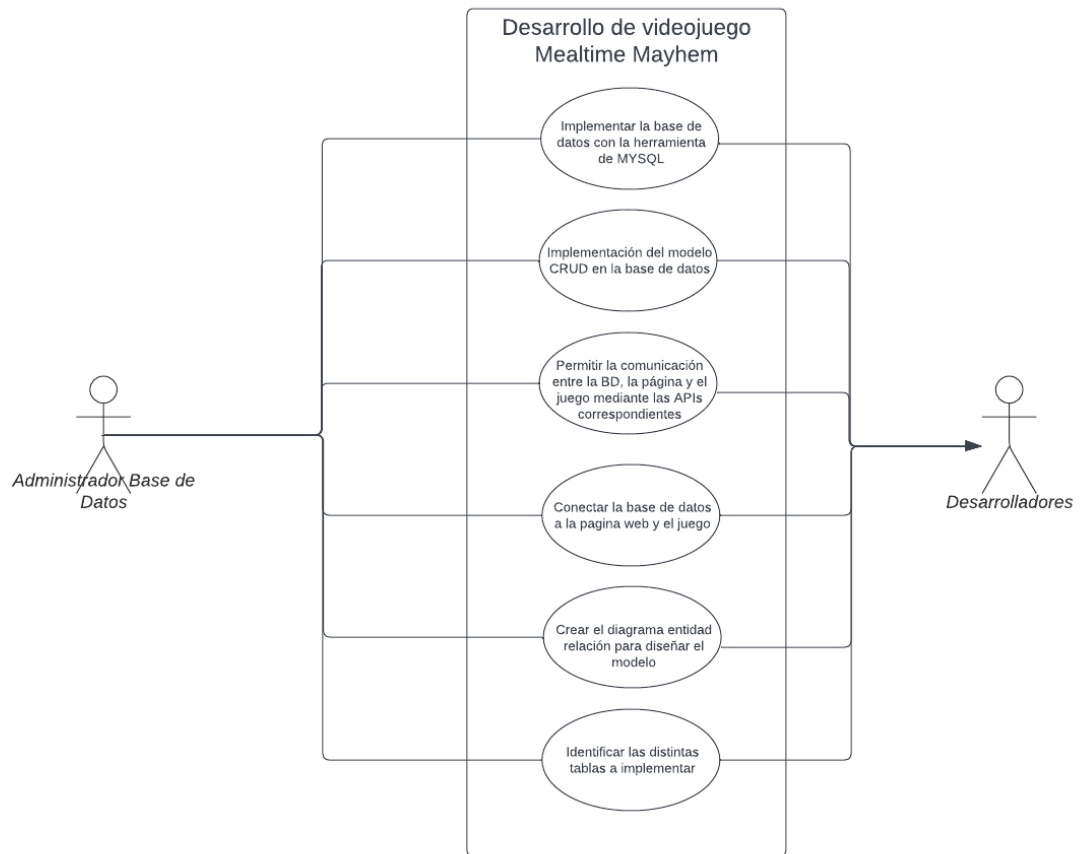 Desarrollo de videojuego
Mealtime Mayhem
Implementar la base de
datos con la herramienta
de MYSQL
Implementación del modelo
CRUD en la base de datos
Permitir la comunicación
entre la BD, la página y el
juego mediante las APIs
correspondientes
Administrador Base de
Datos
Desarrolladores
Conectar la base de datos
a la pagina web y el juego
Crear el diagrama entidad
relación para diseñar el
modelo
Identificar las distintas
tablas a implementar